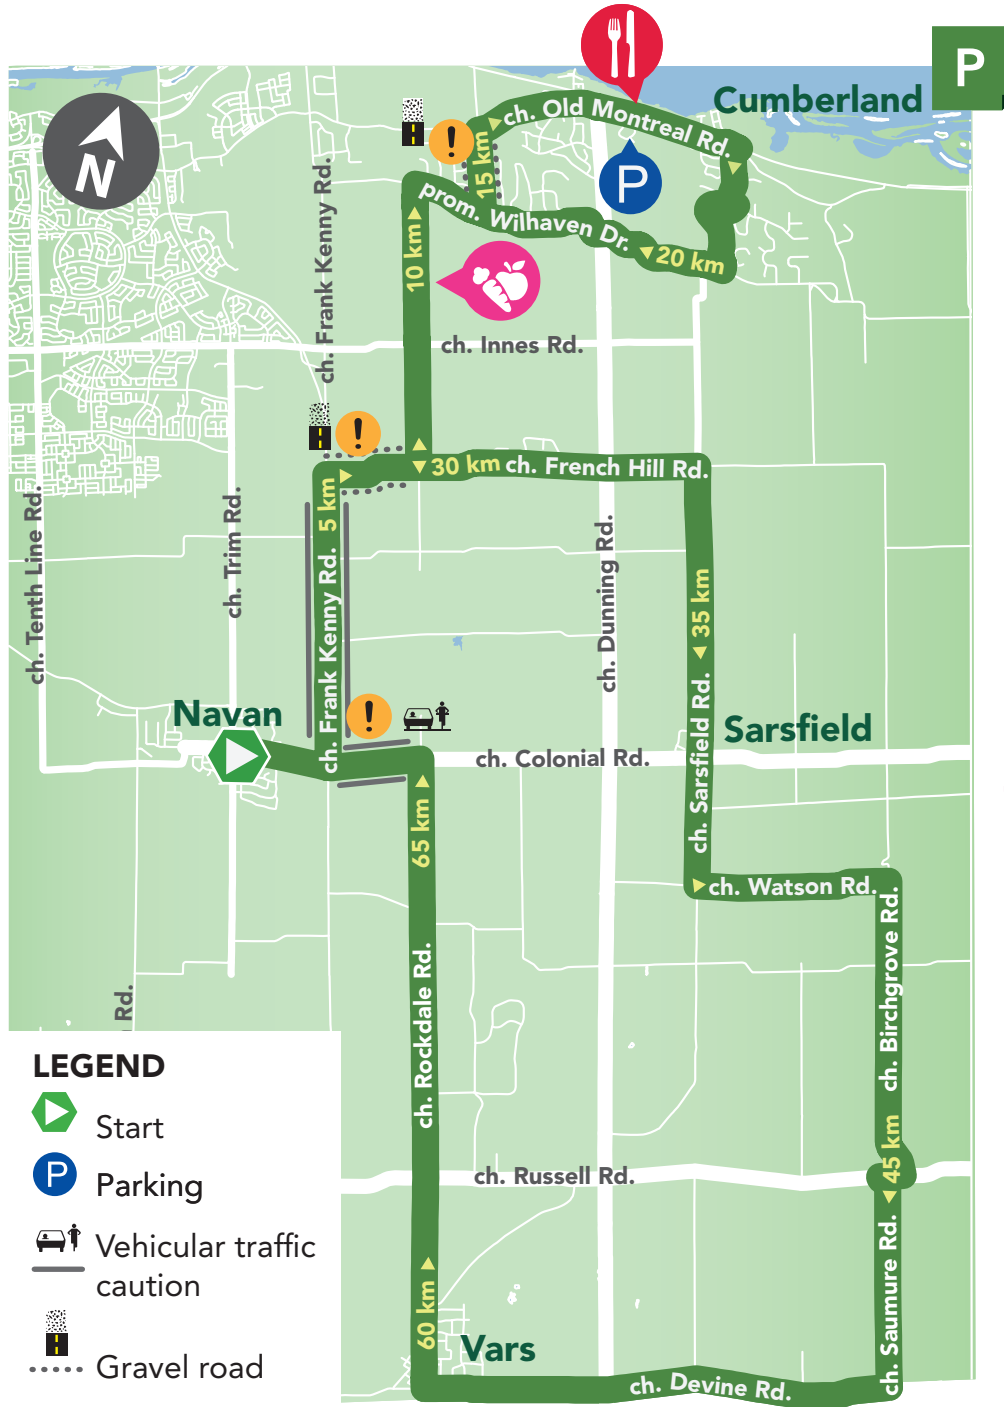 P
Cumberland
N
ch. Old Montreal Rd.
15 km
P
prom. Wilhaven Dr.
20 km
ch. Frank Kenny Rd.
10 km
ch. Innes Rd.
30 km
ch. French Hill Rd.
5 km
ch. Tenth Line Rd.
ch. Trim Rd.
ch. Frank Kenny Rd.
ch. Dunning Rd.
35 km
Navan
ch. Sarsfield Rd.
Sarsfield
ch. Colonial Rd.
65 km
ch. Watson Rd.
ch. Birchgrove Rd.
ch. Rockdale Rd.
Rd.
45 km
ch. Russell Rd.
ch. Saumure Rd.
60 km
Vars
ch. Devine Rd.
LEGEND
Start
P
Parking
Vehicular traffic
caution
Gravel road